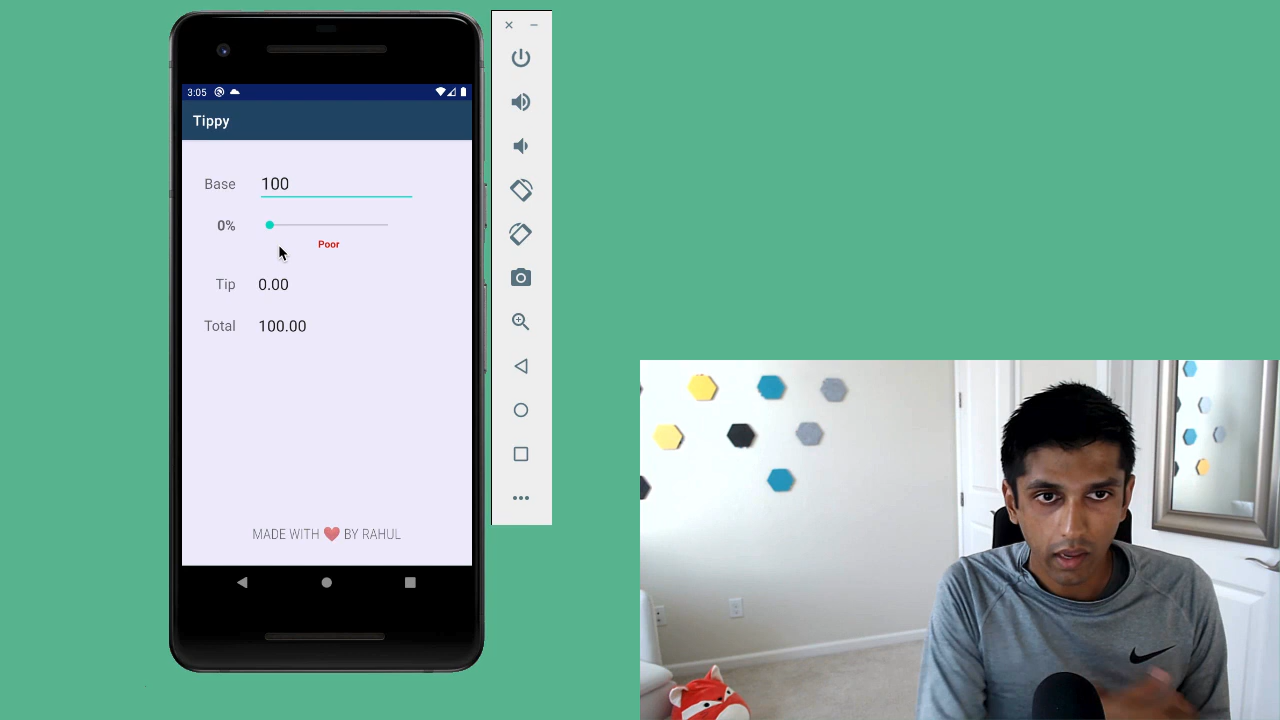 3:05
Tippy
Base 100
0%
Poor
Tip 0.00
Total 100.00
MADE WITH ❤️ BY RAHUL